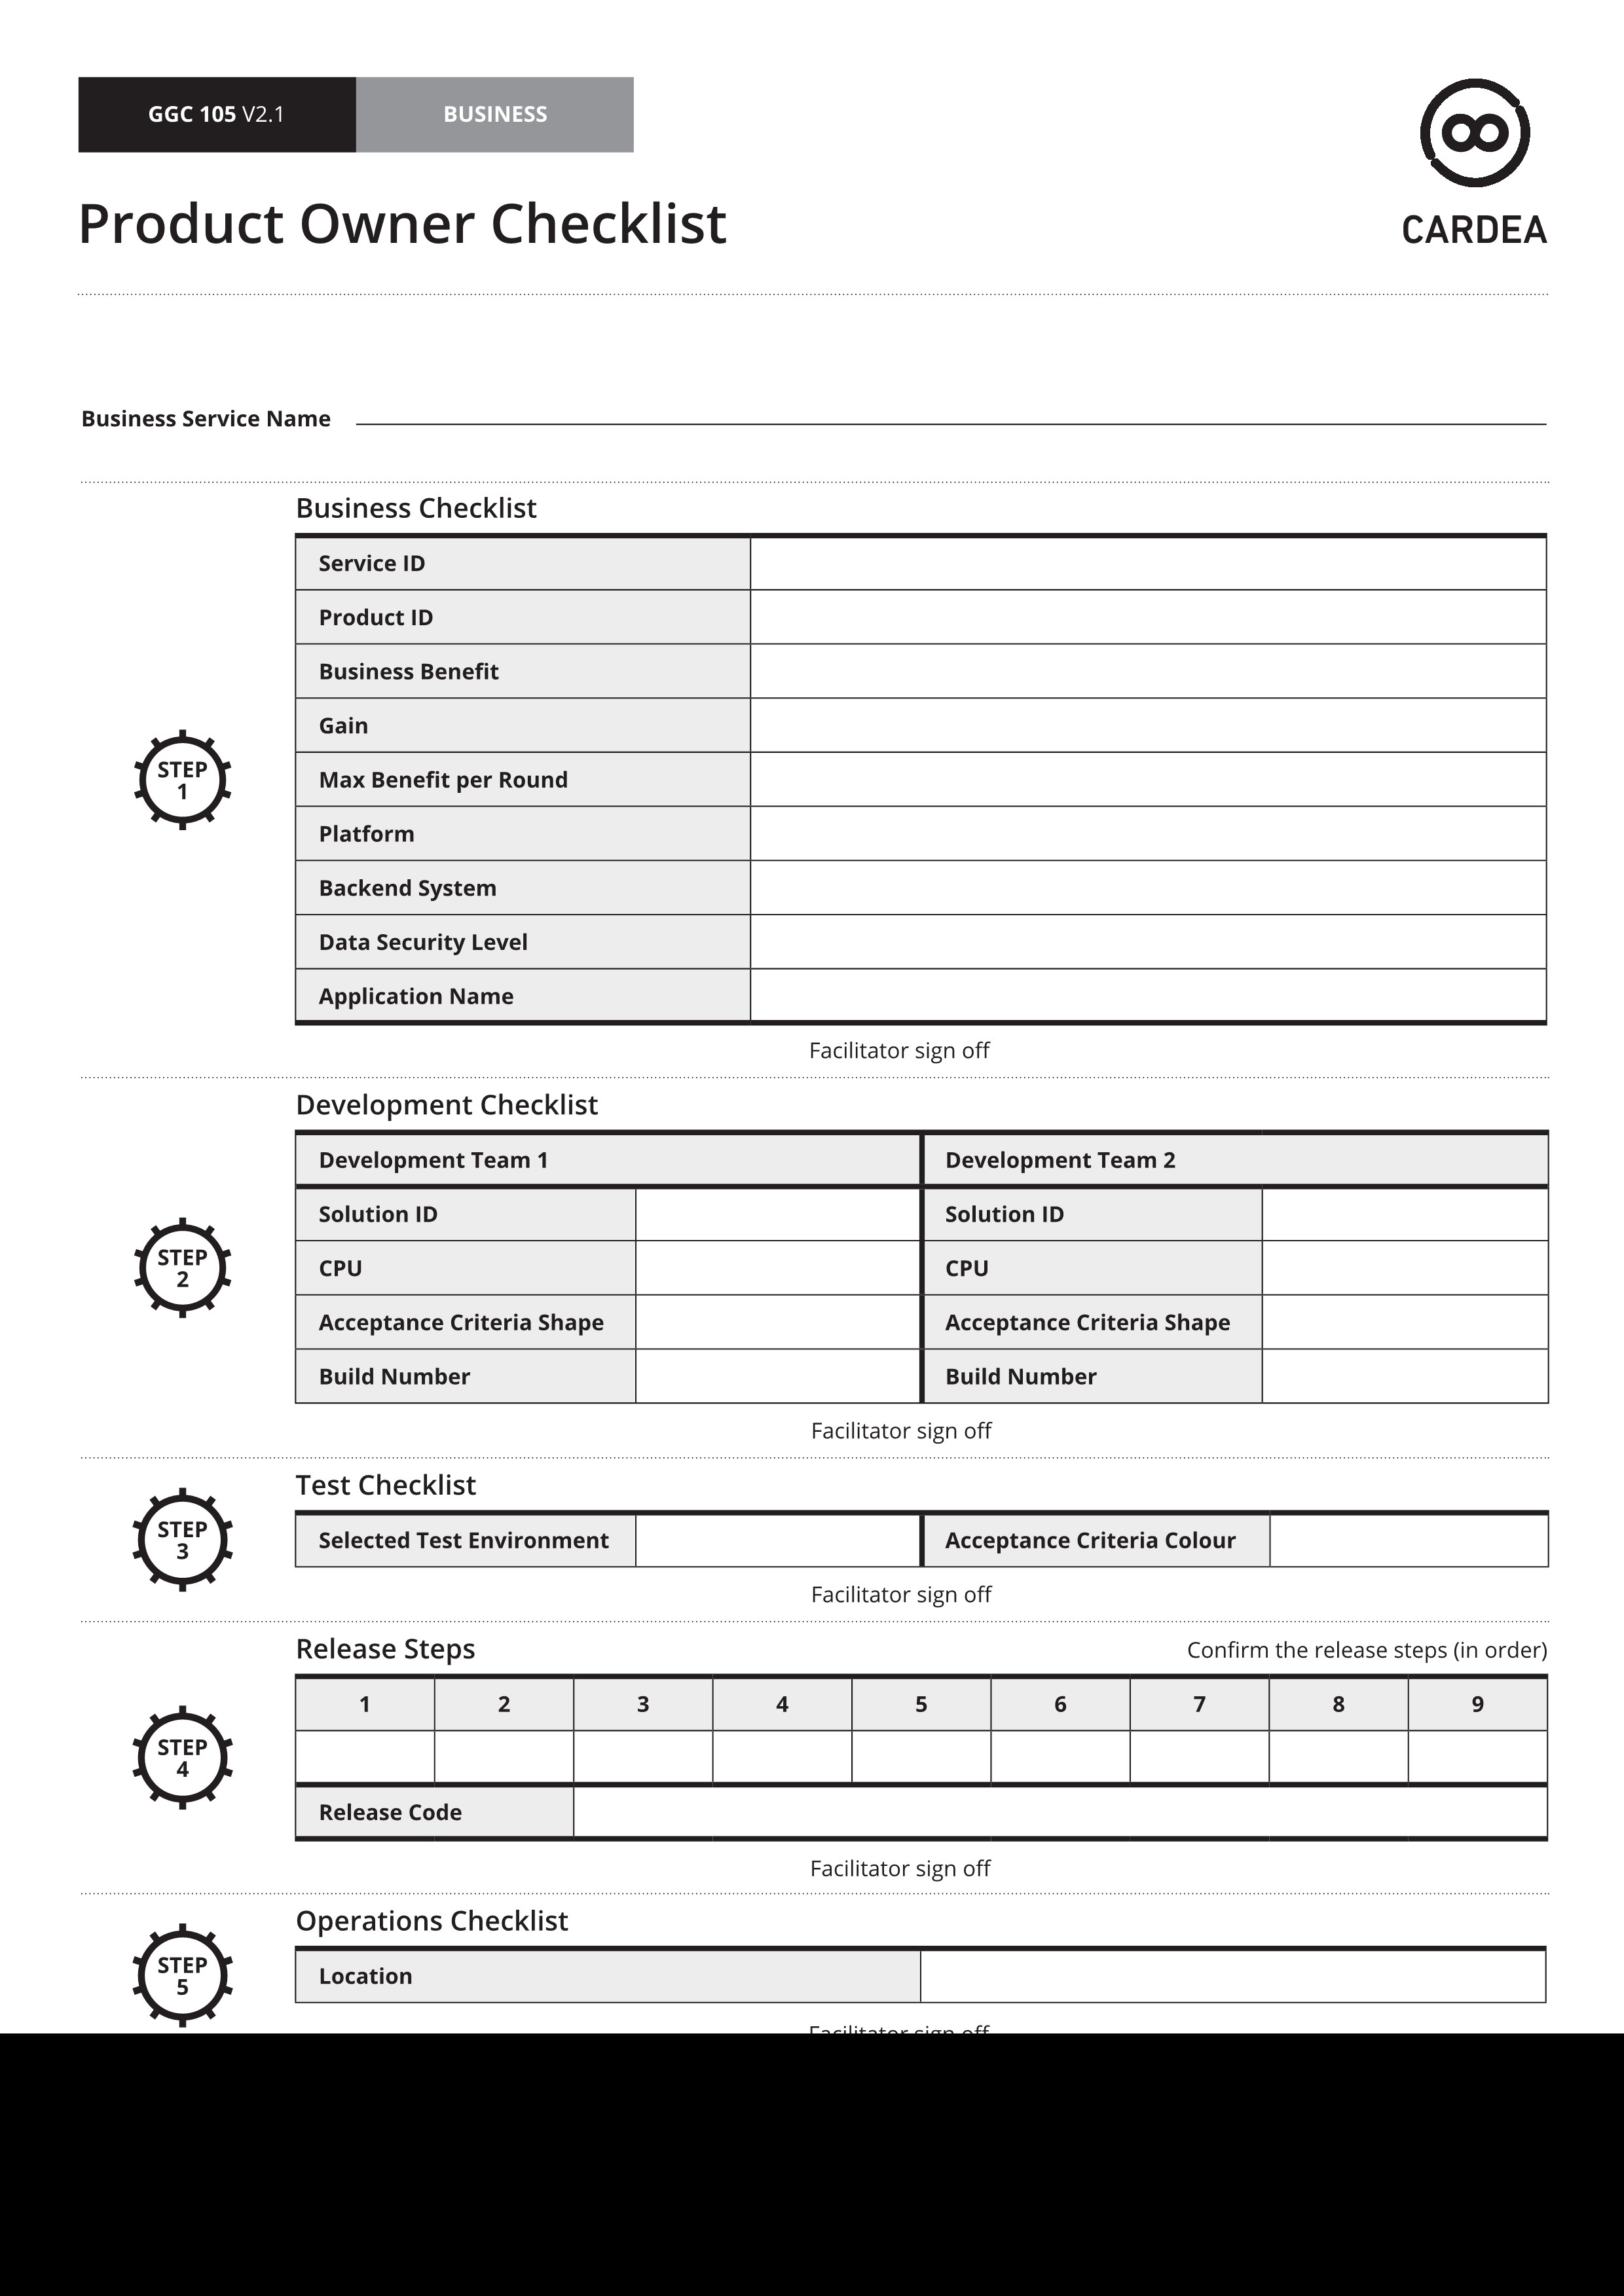 GGC 105 V2.1 BUSINESS
CARDEA
Product Owner Checklist
Business Service Name
Business Checklist
Service ID
Product ID
Business Benefit
Gain
Max Benefit per Round
Platform
Backend System
Data Security Level
Application Name
STEP
1
Facilitator sign off
Development Checklist
Development Team 1 Development Team 2
Solution ID Solution ID
CPU CPU
Acceptance Criteria Shape Acceptance Criteria Shape
Build Number Build Number
STEP
2
Facilitator sign off
Test Checklist
STEP
3
Selected Test Environment Acceptance Criteria Colour
Facilitator sign off
Release Steps Confirm the release steps (in order)
1 2 3 4 5 6 7 8 9
STEP
4
Release Code
Facilitator sign off
Operations Checklist
STEP
5
Location
Facilitator sign off